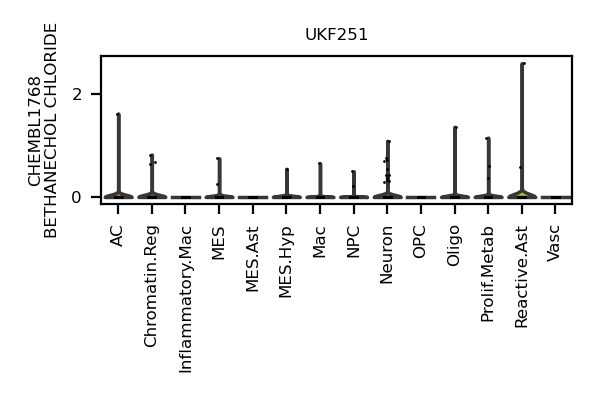 UKF251
CHEMBL1768
BETHANECHOL CHLORIDE
2
0
AC
Chromatin.Reg
Inflammatory.Mac
MES
MES.Ast
MES.Hyp
Mac
NPC
Neuron
OPC
Oligo
Prolif.Metab
Reactive.Ast
Vasc